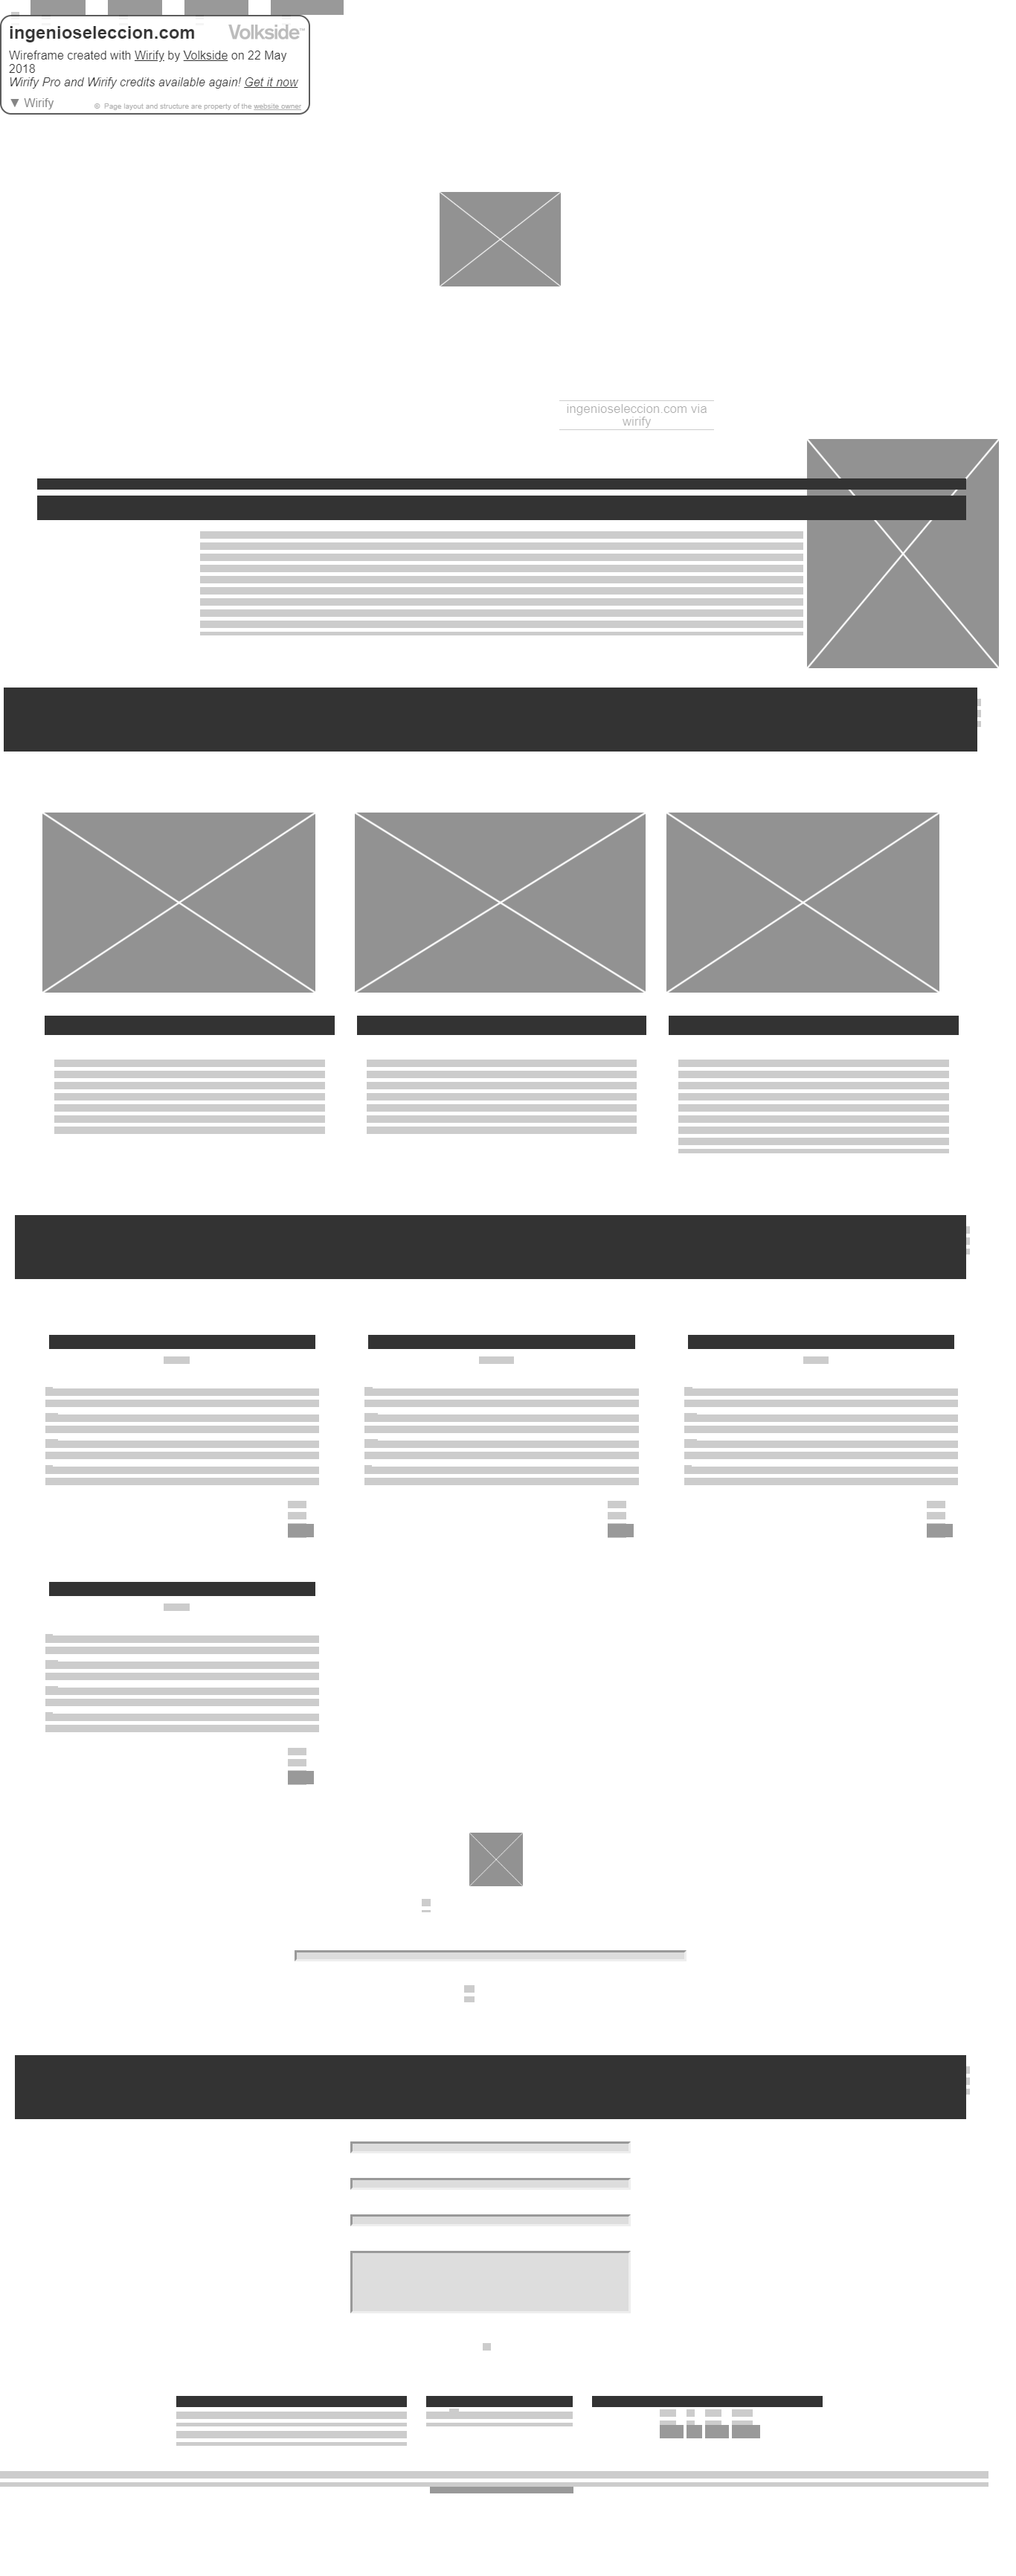 ingenioseleccion.com
Volkside™
Wireframe created with Wirify by Volkside on 22 May
2018
Wirify Pro and Wirify credits available again! Get it now
▼ Wirify
© Page layout and structure are property of the website owner
ingenioseleccion.com via
wirify